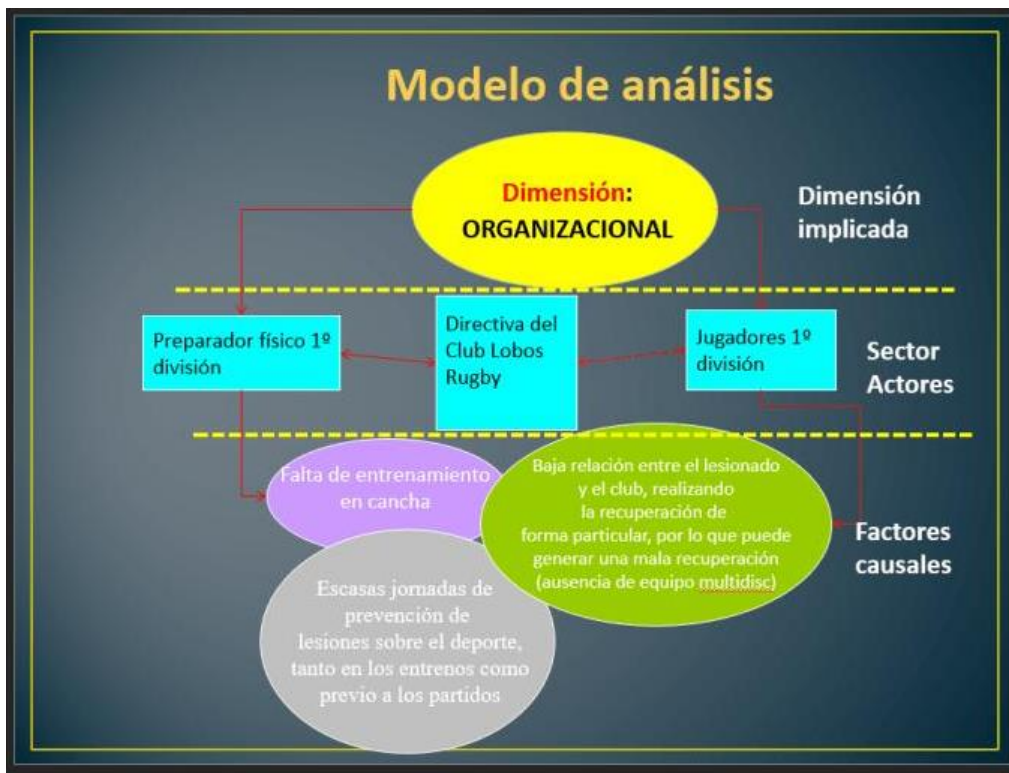 Modelo de análisis
Dimensión:
ORGANIZACIONAL
Dimensión
implicada
Preparador físico 1º
división
Directiva del
Club Lobos
Rugby
Jugadores 1º
división
Sector
Actores
Falta de entrenamiento
en cancha
Baja relación entre el lesionado
y el club, realizando
la recuperación de
forma particular, por lo que puede
generar una mala recuperación
(ausencia de equipo multidisc)
Factores
causales
Escasas jornadas de
prevención de
lesiones sobre el deporte,
tanto en los entrenos como
previo a los partidos